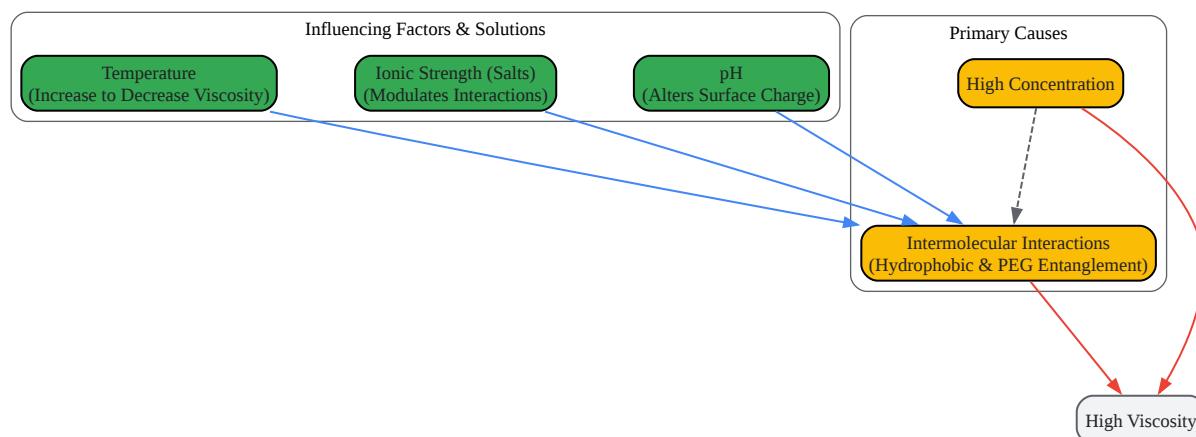 Influencing Factors & Solutions
Temperature
(Increase to Decrease Viscosity)
Ionic Strength (Salts)
(Modulates Interactions)
pH
(Alters Surface Charge)
Primary Causes
High Concentration
Intermolecular Interactions
(Hydrophobic & PEG Entanglement)
High Viscosity